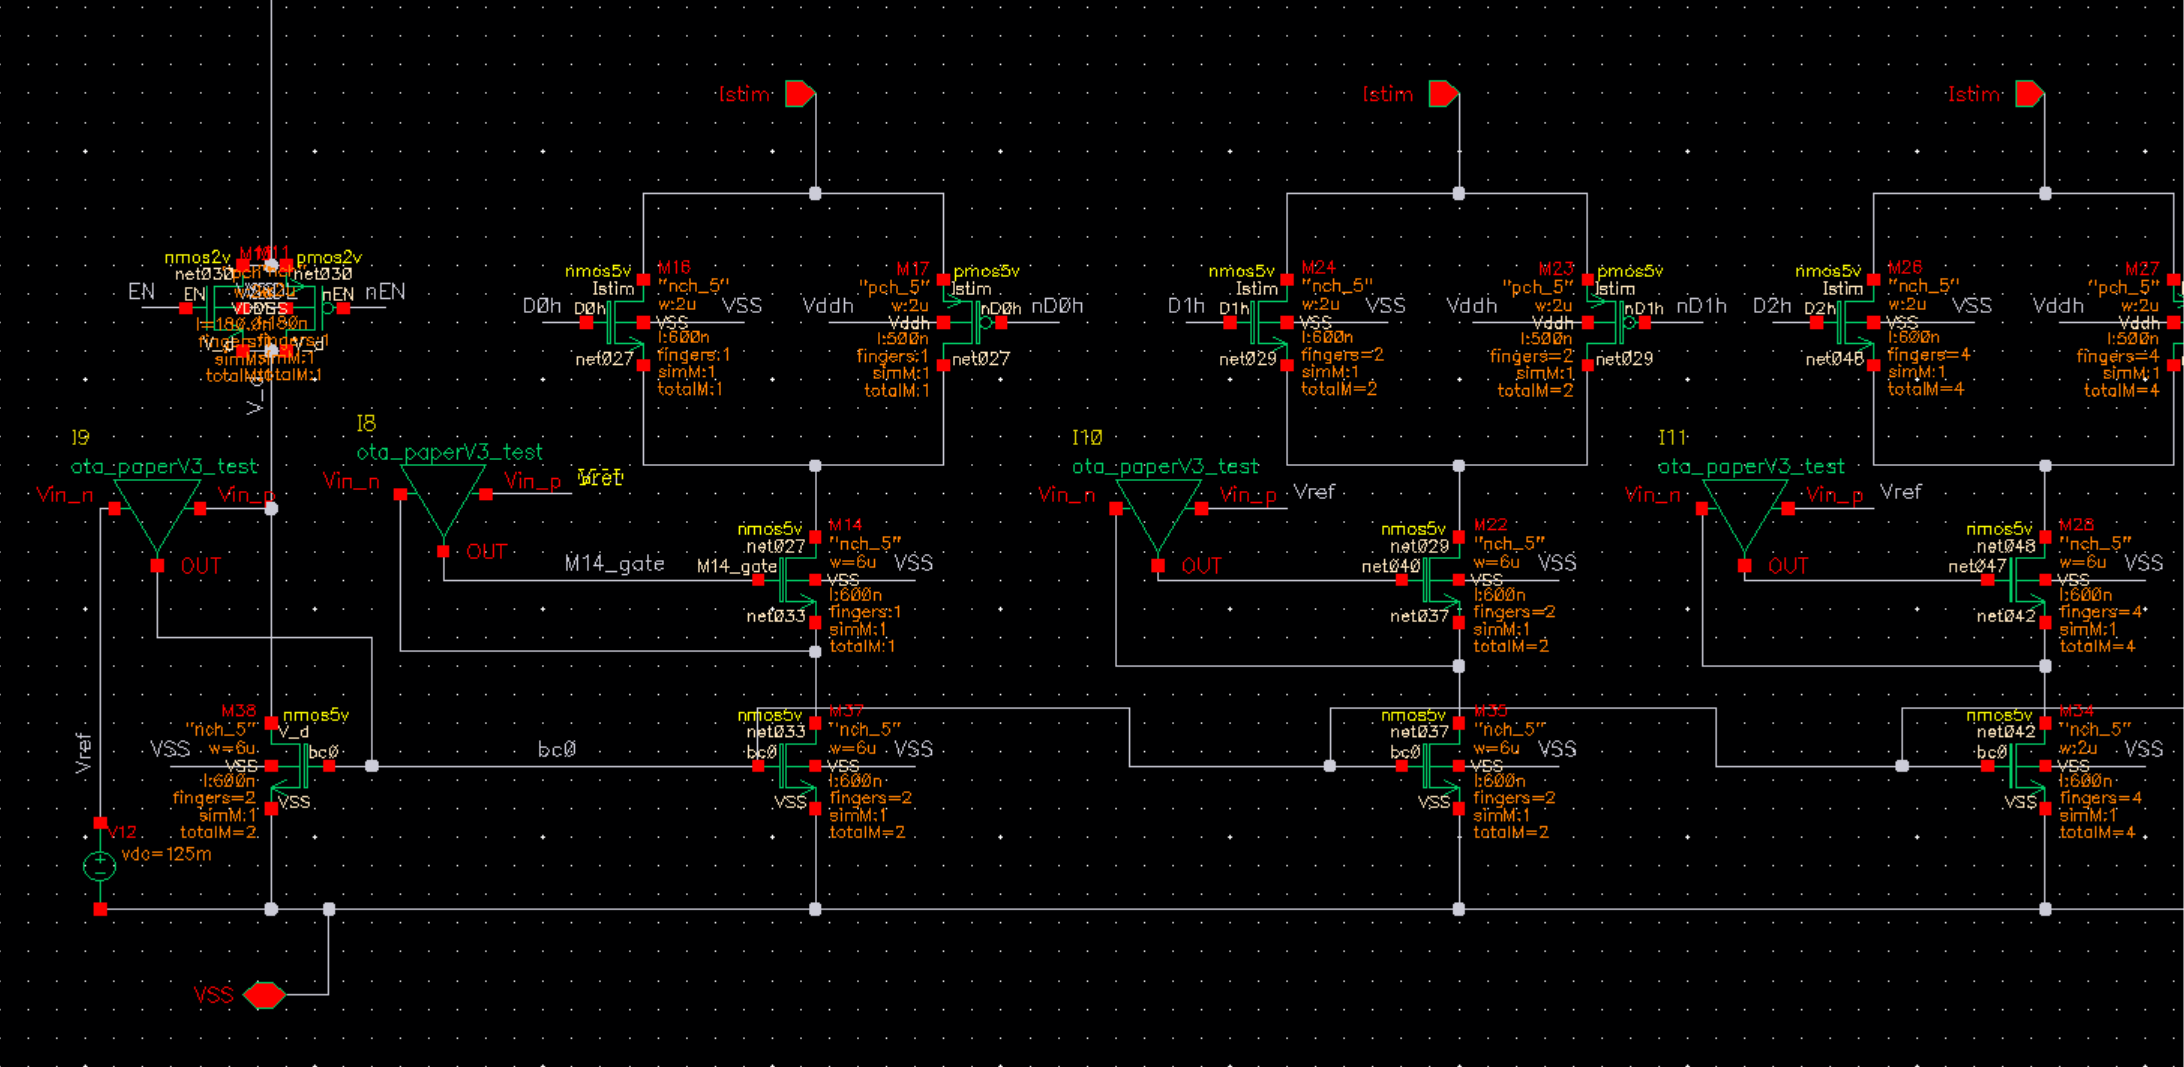 Istim
Istim
Istim
nmos2v
pmos2v
net030
net030
EN
EN
nEN
nEN
V_d
nmos5v
M16
"nch_5"
Istim
w:2u
D0h
D0h
VSS
VSS
l:600n
net027
fingers:1
simM:1
totalM:1
M17
pmos5v
"pch_5"
Istim
w:2u
Vddh
Vddh
nD0h
nD0h
l:500n
net027
fingers:1
simM:1
totalM:1
nmos5v
M24
"nch_5"
Istim
w:2u
D1h
D1h
VSS
VSS
l:600n
net029
fingers=2
simM:1
totalM=2
M23
pmos5v
"pch_5"
Istim
w:2u
Vddh
Vddh
nD1h
nD1h
l:500n
net029
fingers=2
simM:1
totalM=2
nmos5v
M26
"nch_5"
Istim
w:2u
D2h
D2h
VSS
VSS
l:600n
net048
fingers=4
simM:1
totalM=4
M27
"pch_5"
w:2u
Vddh
Vddh
l:500n
fingers=4
simM:1
totalM=4
I9
ota_paperV3_test
Vin_n
Vin_p
OUT
I8
ota_paperV3_test
Vin_n
Vin_p
Vref
OUT
M14_gate
nmos5v
M14
"nch_5"
net027
w=6u
M14_gate
VSS
VSS
l:600n
net033
fingers:1
simM:1
totalM:1
I10
ota_paperV3_test
Vin_n
Vin_p
Vref
OUT
nmos5v
M22
"nch_5"
net029
w=6u
net040
VSS
VSS
l:600n
net037
fingers=2
simM:1
totalM=2
I11
ota_paperV3_test
Vin_n
Vin_p
Vref
OUT
nmos5v
M28
"nch_5"
net048
w=6u
net047
VSS
VSS
l:600n
net042
fingers=4
simM:1
totalM=4
Vref
M38
nmos5v
"nch_5"
V_d
w=6u
VSS
VSS
bc0
l:600n
VSS
fingers=2
simM:1
totalM=2
bc0
nmos5v
M37
"nch_5"
net033
w=6u
bc0
VSS
VSS
l:600n
VSS
fingers=2
simM:1
totalM=2
nmos5v
M35
"nch_5"
net037
w=6u
bc0
VSS
VSS
l:600n
VSS
fingers=2
simM:1
totalM=2
nmos5v
M34
"nch_5"
net042
w:2u
bc0
VSS
VSS
l:600n
VSS
fingers=4
simM:1
totalM=4
V12
vdc=125m
VSS